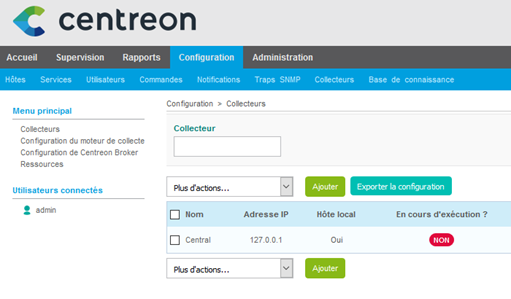 centreon
Accueil Supervision Rapports Configuration Administration
Hôtes Services Utilisateurs Commandes Notifications Traps SNMP Collecteurs Base de connaissance
Menu principal
Collecteurs
Configuration du moteur de collecte
Configuration de Centreon Broker
Ressources
Utilisateurs connectés
admin
Configuration > Collecteurs
Collecteur
Plus d'actions... Ajouter Exporter la configuration
Nom Adresse IP Hôte local En cours d'exécution ?
Central 127.0.0.1 Oui NON
Plus d'actions... Ajouter